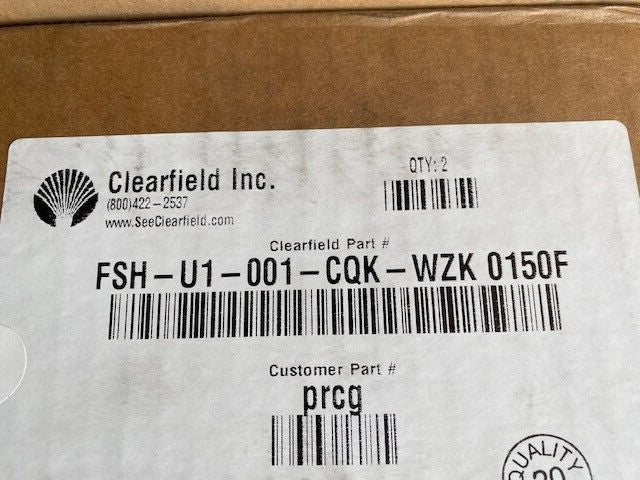 Clearfield Inc.
(800)422-2537
www.SeeClearfield.com
QTY: 2
Clearfield Part #
FSH-U1-001-CQK-WZK 0150F
Customer Part #
prcg
QUALITY